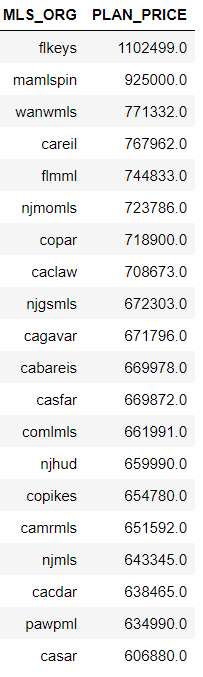 MLS_ORG PLAN_PRICE
flkeys 1102499.0
mamlspin 925000.0
wanwmls 771332.0
careil 767962.0
flmml 744833.0
njmomls 723786.0
copar 718900.0
caclaw 708673.0
njgsmls 672303.0
cagavar 671796.0
cabareis 669978.0
casfar 669872.0
comlmls 661991.0
njhud 659990.0
copikes 654780.0
camrmls 651592.0
njmls 643345.0
cacdar 638465.0
pawpml 634990.0
casar 606880.0